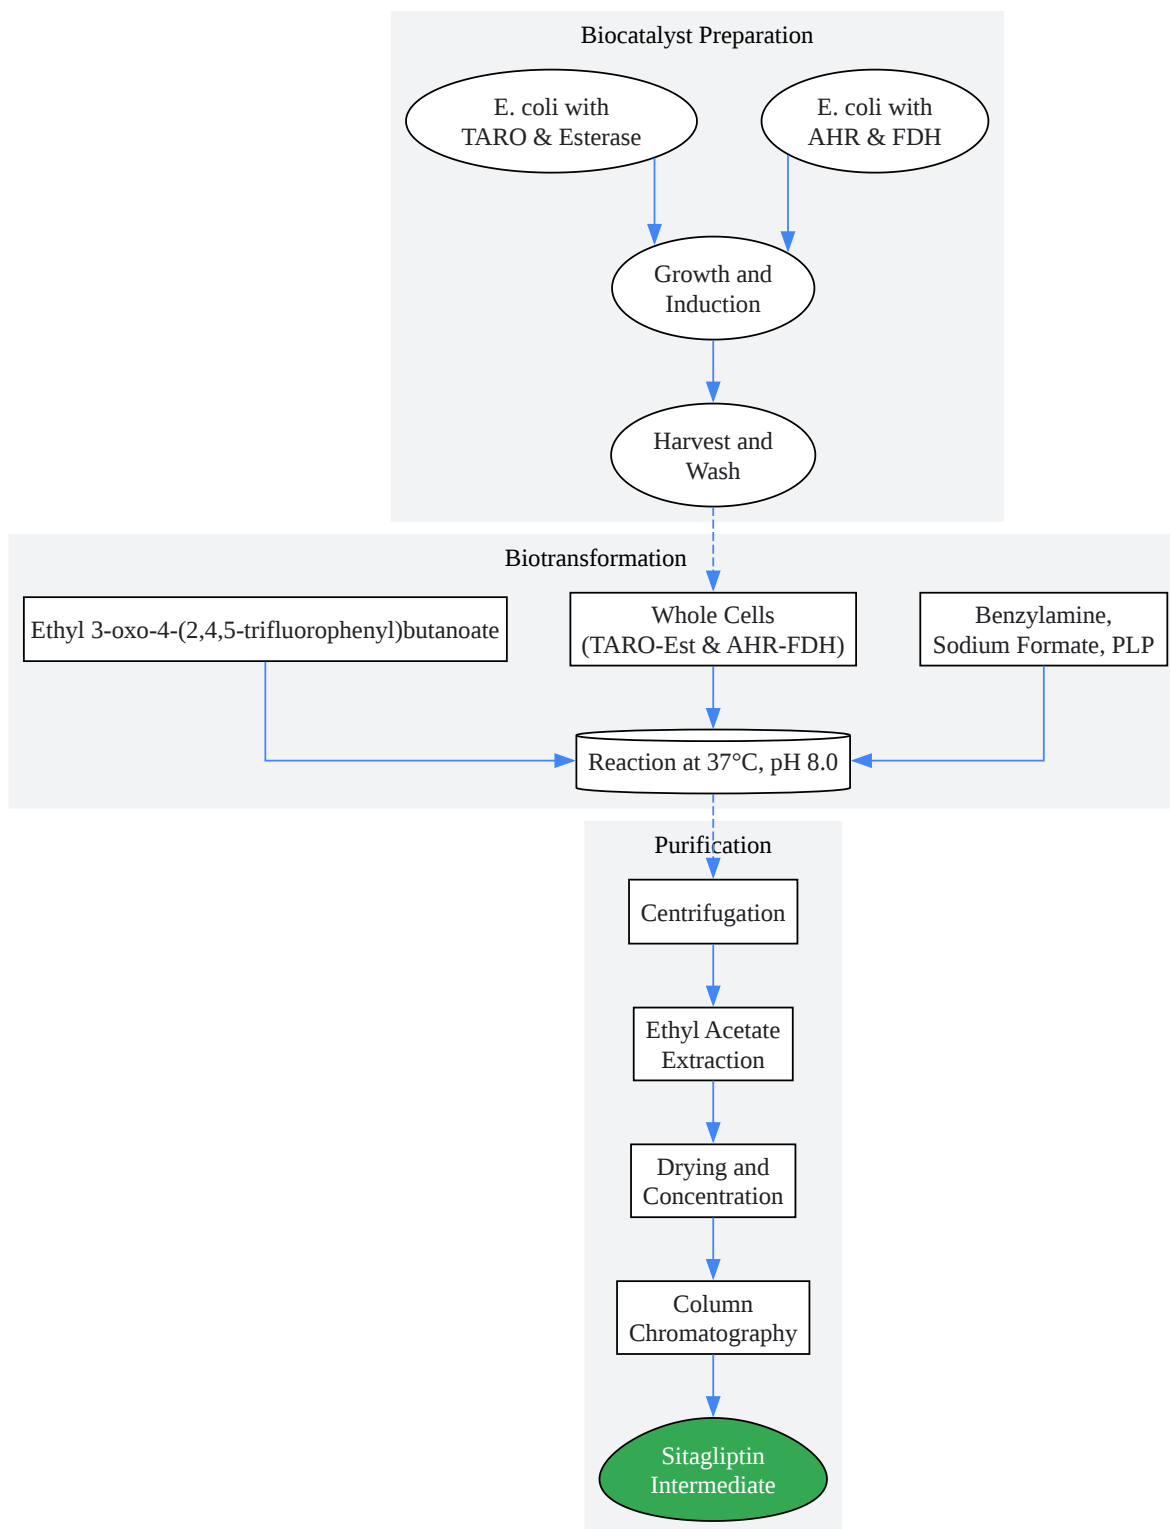 Biocatalyst Preparation
E. coli with
TARO & Esterase
E. coli with
AHR & FDH
Growth and
Induction
Harvest and
Wash
Biotransformation
Ethyl 3-oxo-4-(2,4,5-trifluorophenyl)butanoate
Whole Cells
(TARO-Est & AHR-FDH)
Benzylamine,
Sodium Formate, PLP
Reaction at 37°C, pH 8.0
Purification
Centrifugation
Ethyl Acetate
Extraction
Drying and
Concentration
Column
Chromatography
Sitagliptin
Intermediate